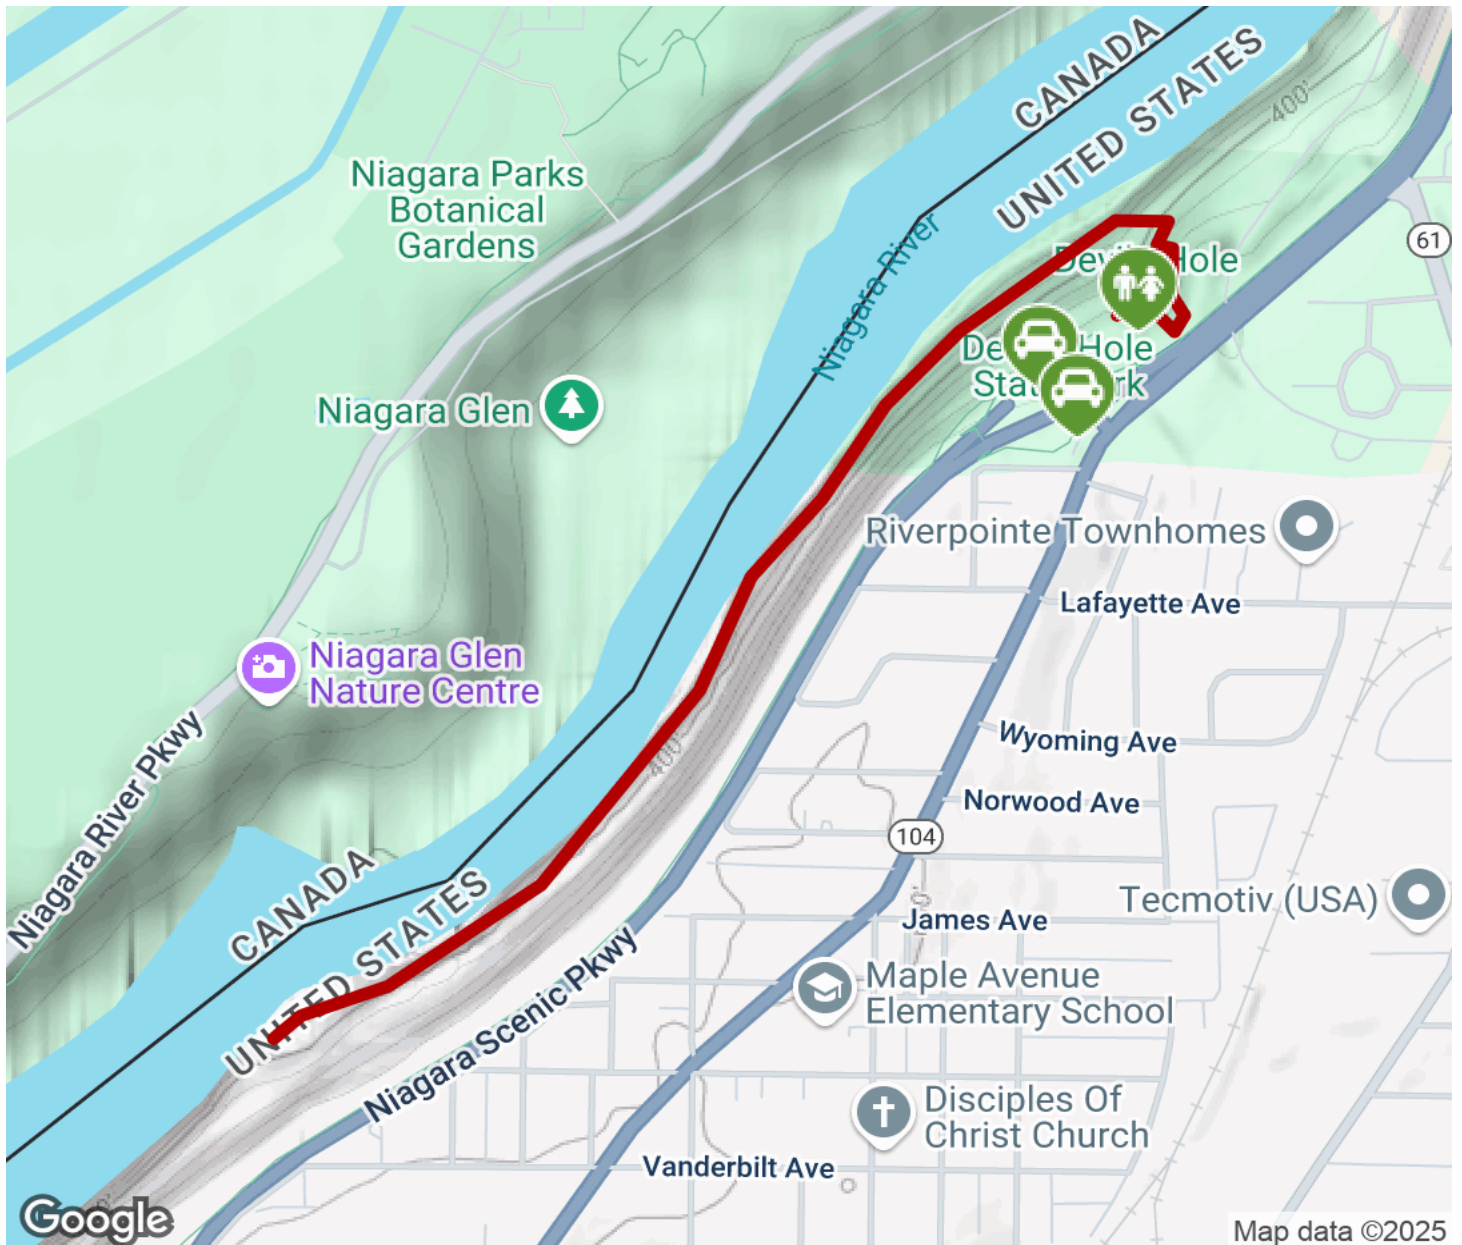 CANADA
UNITED STATES
Niagara Parks
Botanical
Gardens
Niagara River
61
400'
Devil's Hole
Hole
Niagara Glen
Riverpointe Townhomes
Lafayette Ave
Niagara Glen
Nature Centre
Niagara River Pkwy
400'
Wyoming Ave
Norwood Ave
104
CANADA
UNITED STATES
Tecmotiv (USA)
James Ave
Niagara Scenic Pkwy
Maple Avenue
Elementary School
Disciples Of
Christ Church
Vanderbilt Ave
Google
Map data ©2025